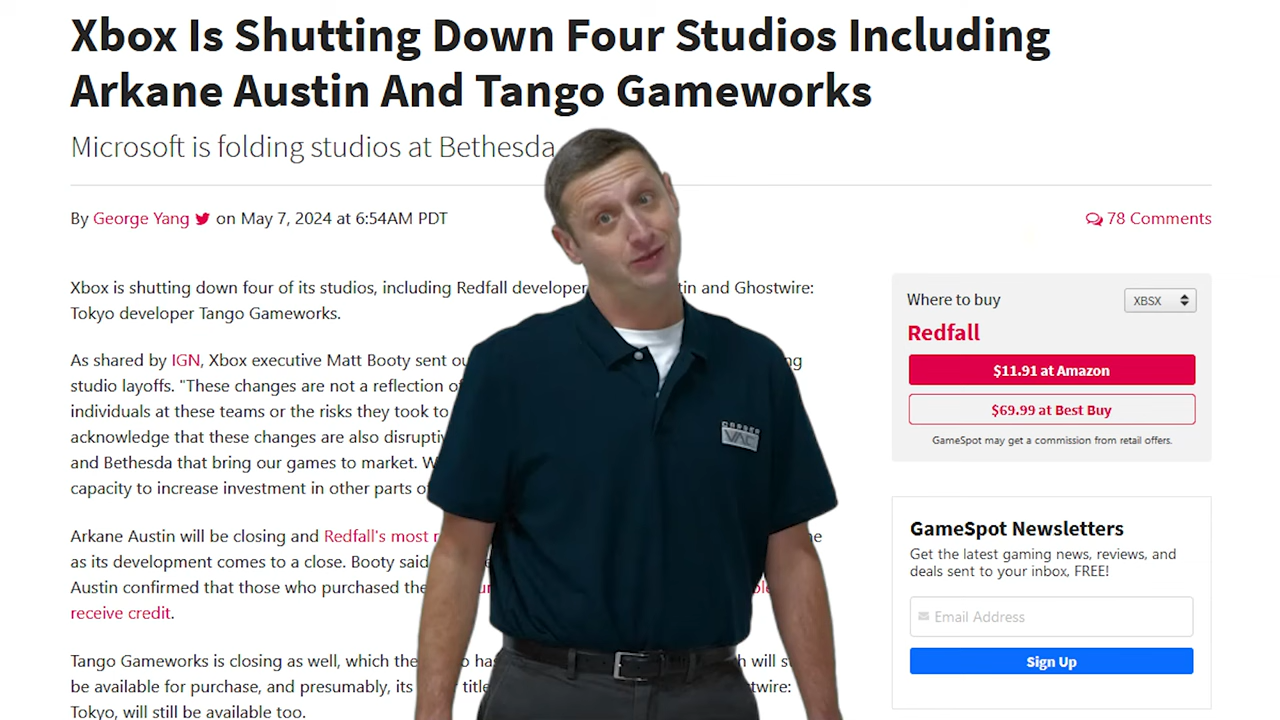 Xbox Is Shutting Down Four Studios Including
Arkane Austin And Tango Gameworks
Microsoft is folding studios at Bethesda
By George Yang on May 7, 2024 at 6:54AM PDT
78 Comments
Xbox is shutting down four of its studios, including Redfall developer and Ghostwire:
Tokyo developer Tango Gameworks.
As shared by IGN, Xbox executive Matt Booty sent
studio layoffs. "These changes are not a reflection
individuals at these teams or the risks they took to
acknowledge that these changes are also
and Bethesda that bring our games to market.
capacity to increase investment in other parts
Arkane Austin will be closing and Redfall's most
as its development comes to a close. Booty said
Austin confirmed that those who purchased
receive credit.
Tango Gameworks is closing as well, which will
be available for purchase, and presumably, its
Tokyo, will still be available too.
VAC
Where to buy
XBSX
Redfall
$11.91 at Amazon
$69.99 at Best Buy
GameSpot may get a commission from retail offers.
GameSpot Newsletters
Get the latest gaming news, reviews, and
deals sent to your inbox, FREE!
Email Address
Sign Up